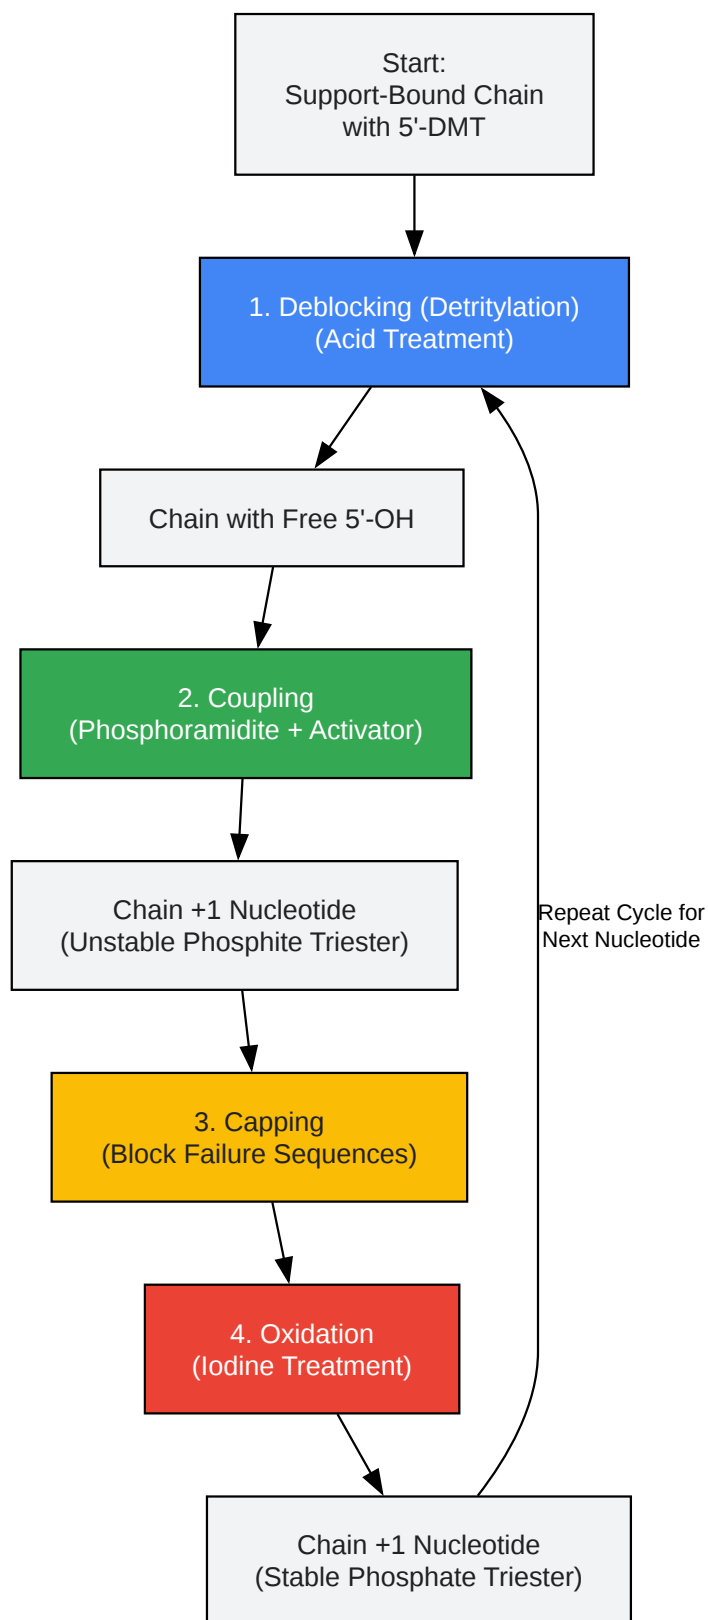 Start:
Support-Bound Chain
with 5'-DMT
1. Deblocking (Detritylation)
(Acid Treatment)
Chain with Free 5'-OH
2. Coupling
(Phosphoramidite + Activator)
Chain +1 Nucleotide
(Unstable Phosphite Triester)
Repeat Cycle for
Next Nucleotide
3. Capping
(Block Failure Sequences)
4. Oxidation
(Iodine Treatment)
Chain +1 Nucleotide
(Stable Phosphate Triester)